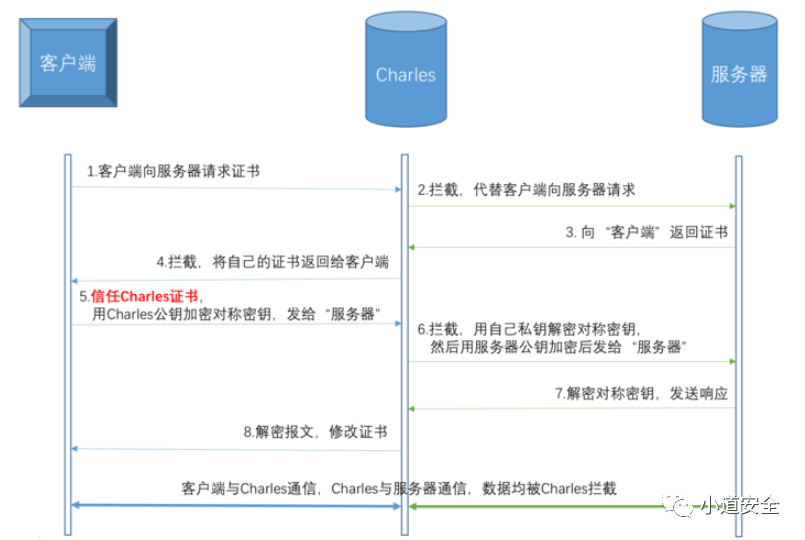 客户端
Charles
服务器
1.客户端向服务器请求证书
2.拦截，代替客户端向服务器请求
3. 向“客户端”返回证书
4.拦截，将自己的证书返回给客户端
5.信任Charles证书，
用Charles公钥加密对称密钥，发给“服务器”
6.拦截，用自己私钥解密对称密钥，
然后用服务器公钥加密后发给“服务器”
7.解密对称密钥，发送响应
8.解密报文，修改证书
客户端与Charles通信，Charles与服务器通信，数据均被Charles拦截
小道安全